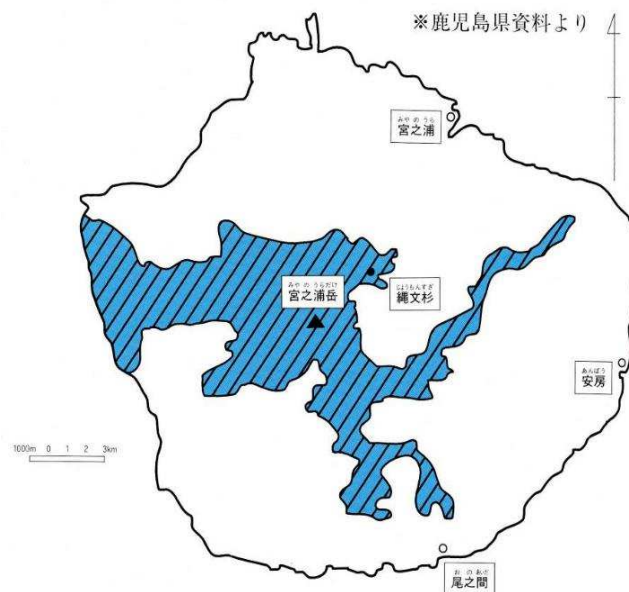 ※鹿児島県資料より
みやのうら
宮之浦
みやのうらだけ
宮之浦岳
じょうもんすぎ
縄文杉
あんぼう
安房
1000m 0 1 2 3km
おのあいだ
尾之間